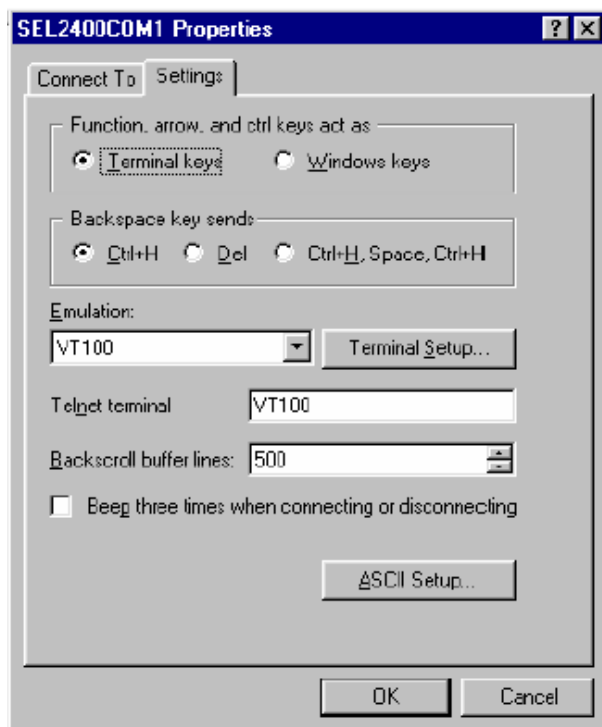 SEL2400C0M1 Properties
Connect To
Settings
Function, arrow, and ctrl keys act as
Terminal keys
Windows keys
Backspace key sends
Ctrl+H
Del
Ctrl+H, Space, Ctrl+H
Emulation:
VT100
Terminal Setup...
Telnet terminal
VT100
Backscroll buffer lines:
500
Beep three times when connecting or disconnecting
ASCII Setup...
OK
Cancel